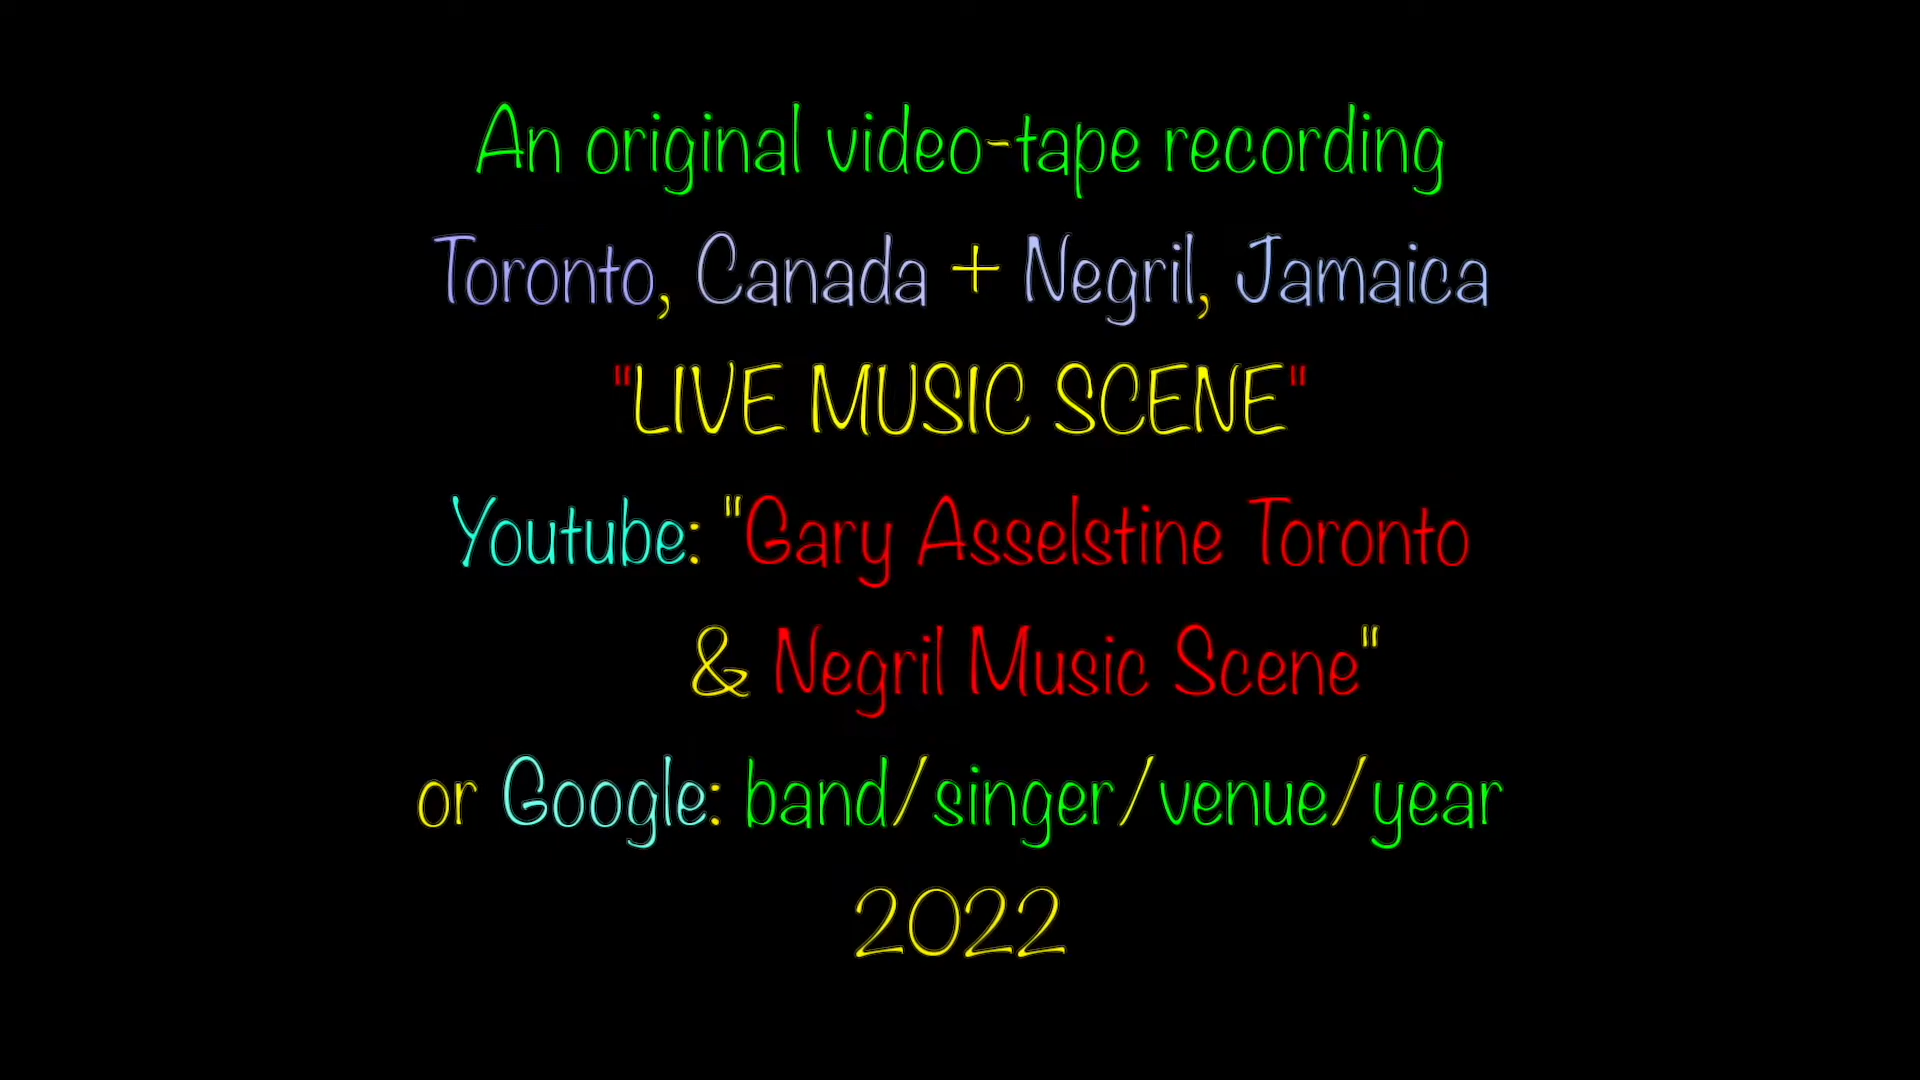 An original video-tape recording
Toronto, Canada + Negril, Jamaica
"LIVE MUSIC SCENE"
Youtube: "Gary Asselstine Toronto
& Negril Music Scene"
or Google: band/singer/venue/year
2022